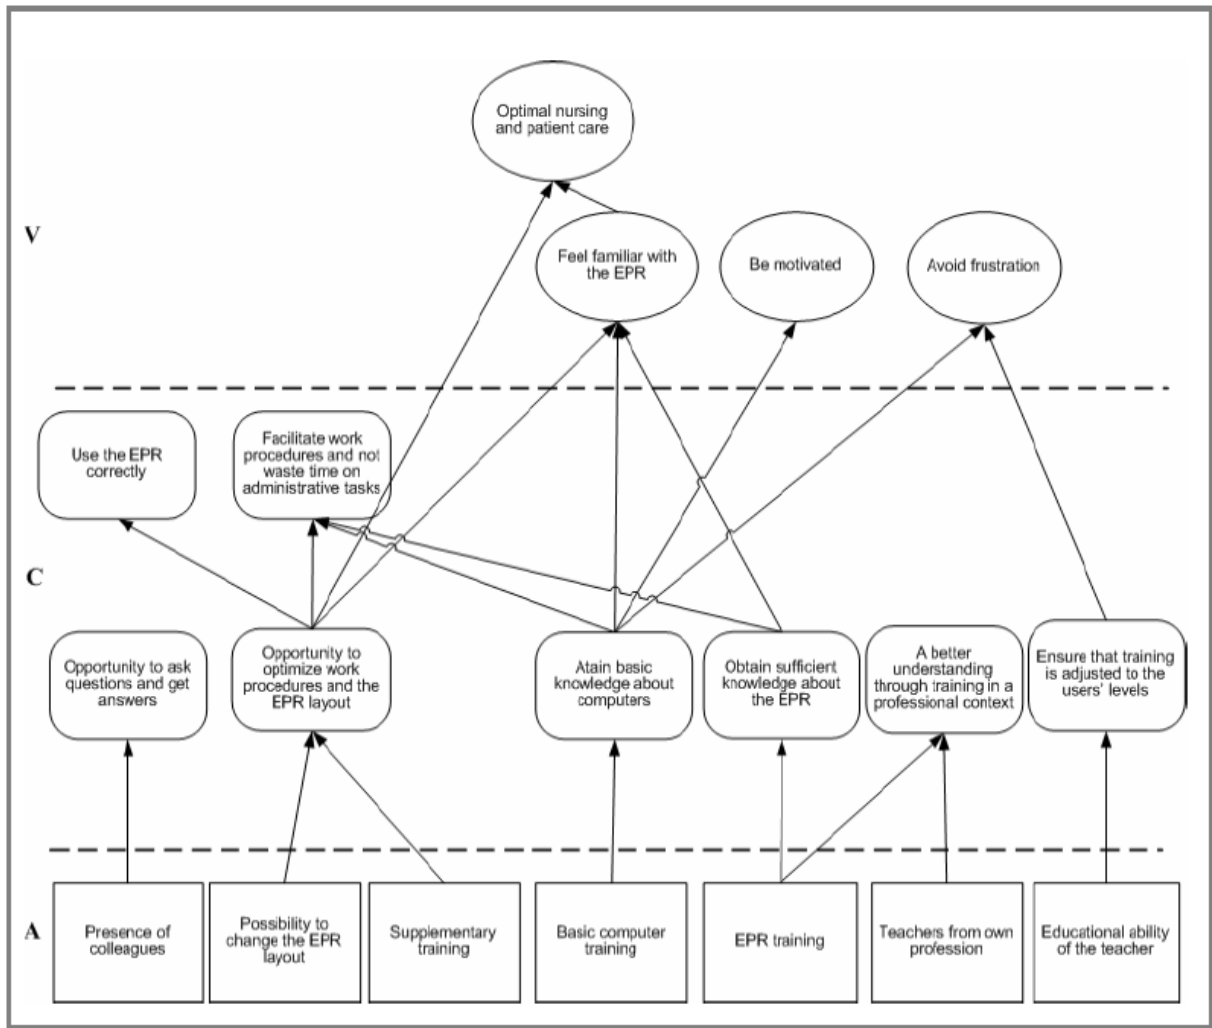 Optimal nursing
and patient care
V
Feel familiar with
the EPR
Be motivated
Avoid frustration
Use the EPR
correctly
Facilitate work
procedures and not
waste time on
administrative tasks
C
Opportunity to ask
questions and get
answers
Opportunity to
optimize work
procedures and the
EPR layout
Atain basic
knowledge about
computers
Obtain sufficient
knowledge about
the EPR
A better
understanding
through training in a
professional context
Ensure that training
is adjusted to the
users' levels
A
Presence of
colleagues
Possibility to
change the EPR
layout
Supplementary
training
Basic computer
training
EPR training
Teachers from own
profession
Educational ability
of the teacher